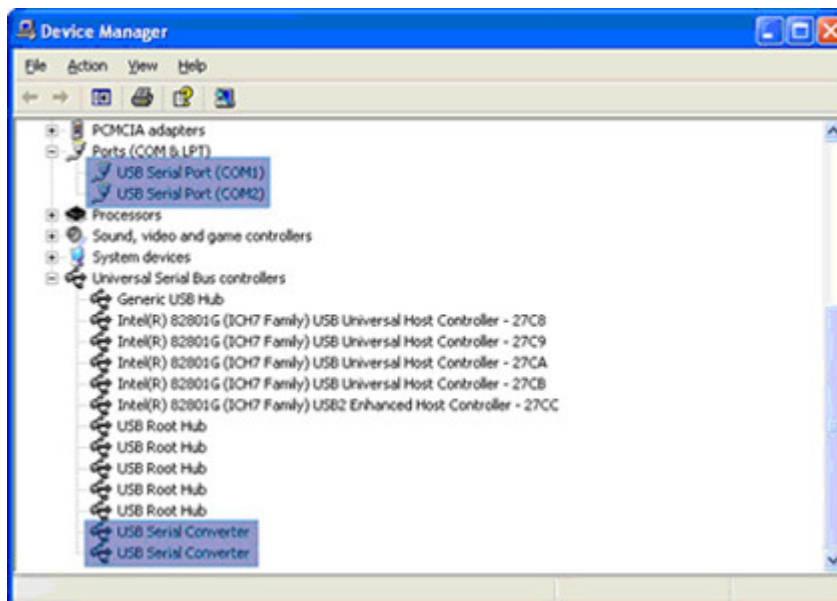 Device Manager
File Action View Help
PCMCIA adapters
Ports (COM & LPT)
USB Serial Port (COM1)
USB Serial Port (COM2)
Processors
Sound, video and game controllers
System devices
Universal Serial Bus controllers
Generic USB Hub
Intel(R) 82801G (ICH7 Family) USB Universal Host Controller - 27C8
Intel(R) 82801G (ICH7 Family) USB Universal Host Controller - 27C9
Intel(R) 82801G (ICH7 Family) USB Universal Host Controller - 27CA
Intel(R) 82801G (ICH7 Family) USB Universal Host Controller - 27CB
Intel(R) 82801G (ICH7 Family) USB2 Enhanced Host Controller - 27CC
USB Root Hub
USB Root Hub
USB Root Hub
USB Root Hub
USB Root Hub
USB Serial Converter
USB Serial Converter